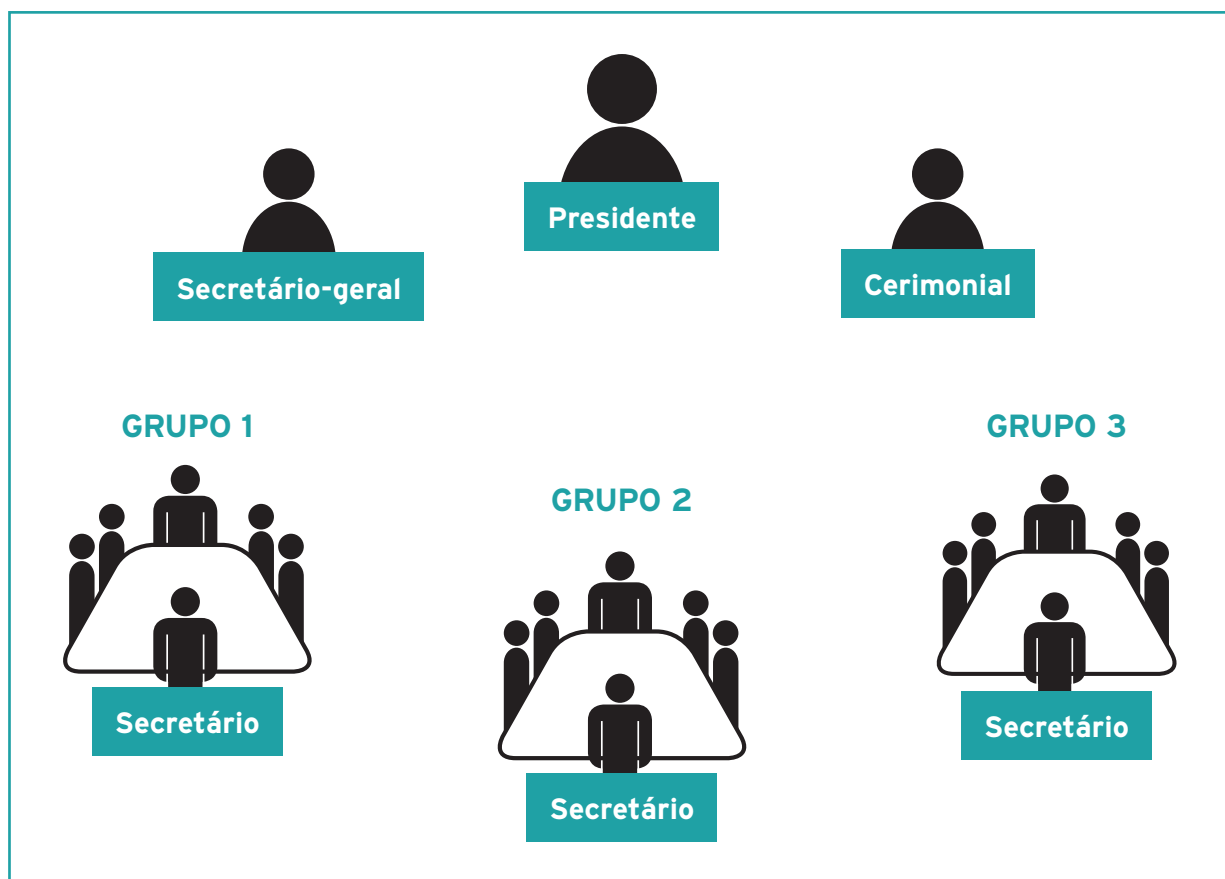 Presidente
Secretário-geral
Cerimonial
GRUPO 1
GRUPO 2
GRUPO 3
Secretário
Secretário
Secretário